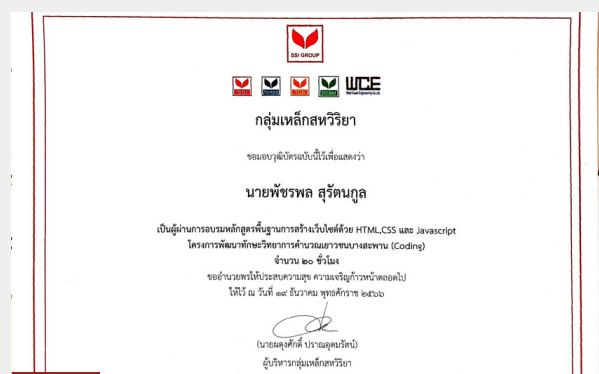 SSI GROUP
SSI WCE
กลุ่มเหล็กสหวิริยา
ขอมอบวุฒิบัตรฉบับนี้ไว้เพื่อแสดงว่า
นายพัชรพล สุรัตนกูล
เป็นผู้ผ่านการอบรมหลักสูตรพื้นฐานการสร้างเว็บไซต์ด้วย HTML,CSS และ Javascript
โครงการพัฒนาทักษะวิทยาการคำนวณเยาวชนบางสะพาน (Coding)
จำนวน ๒๐ ชั่วโมง
ขออำนวยพรให้ประสบความสุข ความเจริญก้าวหน้าตลอดไป
ให้ไว้ ณ วันที่ ๑๙ ธันวาคม พุทธศักราช ๒๕๖๖
(นายผดุงศักดิ์ ปราณอุดมรัตน์)
ผู้บริหารกลุ่มเหล็กสหวิริยา